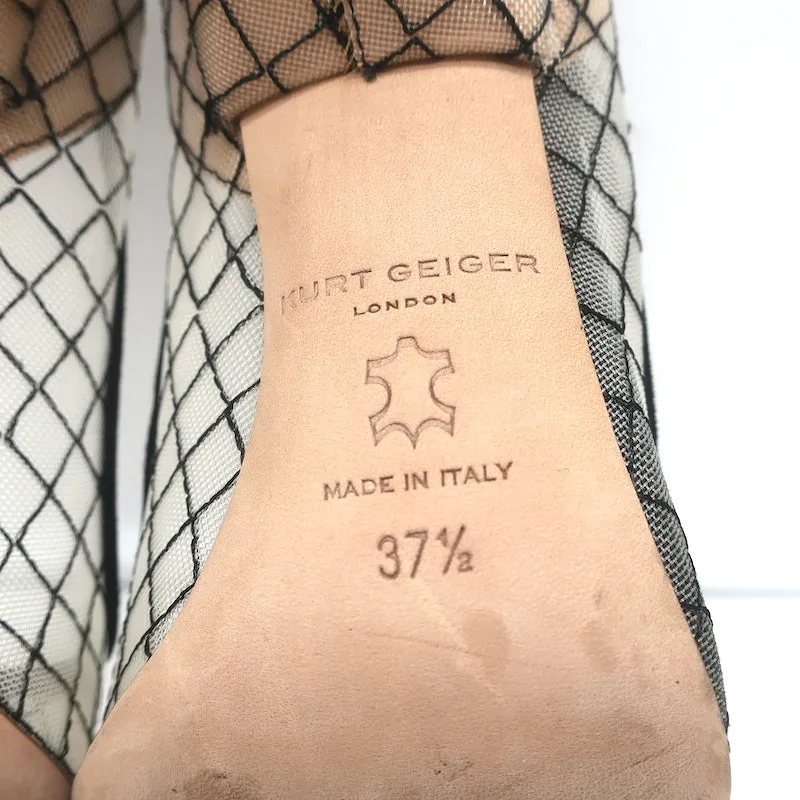 KURT GEIGER
LONDON
MADE IN ITALY
37½